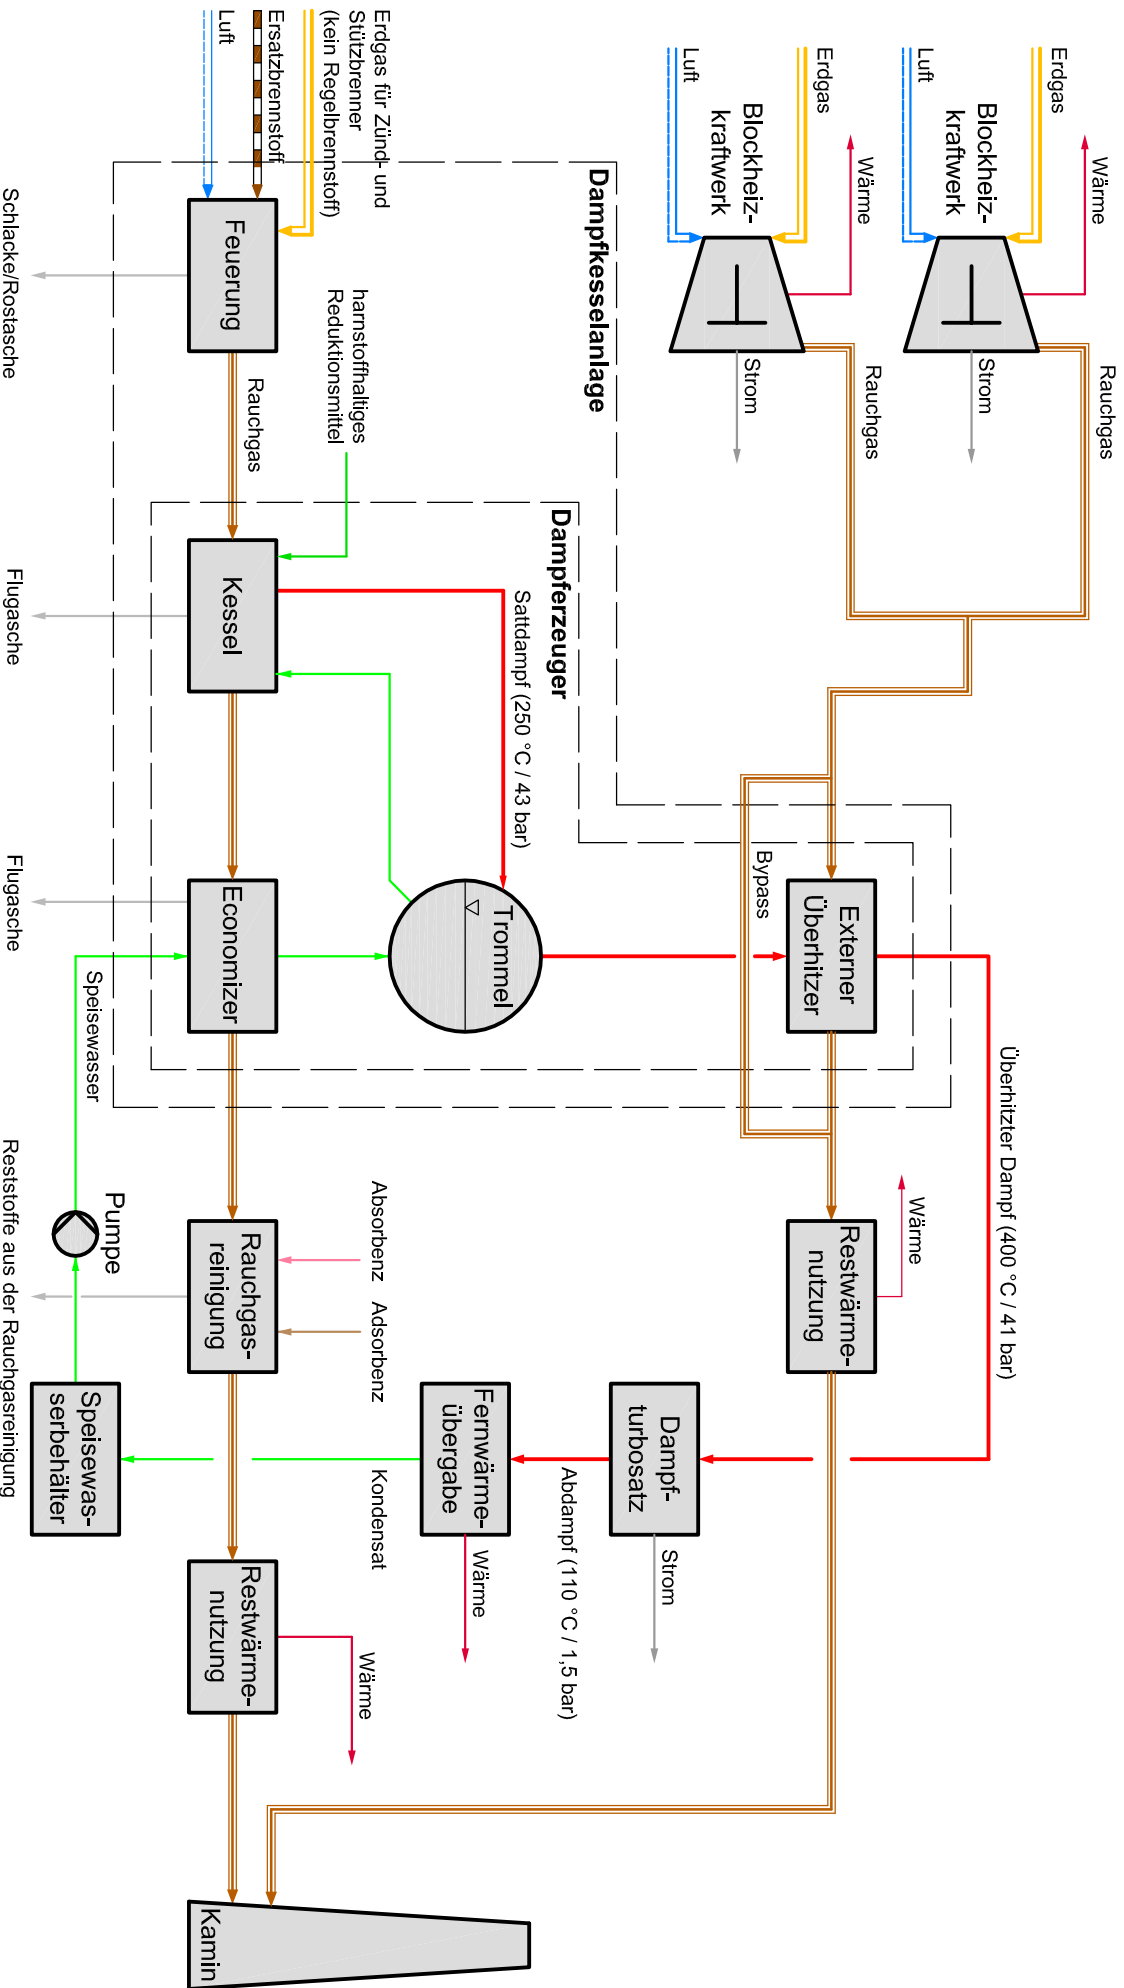 Erdgas
Luft
Wärme
Blockheiz-
kraftwerk
Strom
Rauchgas
Erdgas
Luft
Wärme
Blockheiz-
kraftwerk
Strom
Rauchgas
Externer
Überhitzer
Bypass
Überhitzter Dampf (400 °C / 41 bar)
Restwärme-
nutzung
Wärme
Dampfkesselanlage
Dampferzeuger
Sattdampf (250 °C / 43 bar)
Trommel
Dampf-
turbosatz
Strom
Abdampf (110 °C / 1,5 bar)
Fernwärme-
übergabe
Wärme
Kondensat
Erdgas für Zünd- und
Stützbrenner
(kein Regelbrennstoff)
Ersatzbrennstoff
Luft
Feuerung
Schlacke/Rostasche
Rauchgas
harnstoffhaltiges
Reduktionsmittel
Kessel
Flugasche
Economizer
Flugasche
Speisewasser
Pumpe
Absorbenz
Adsorbenz
Rauchgas-
reinigung
Reststoffe aus der Rauchgasreinigung
Speisewas-
serbehälter
Restwärme-
nutzung
Wärme
Kamin